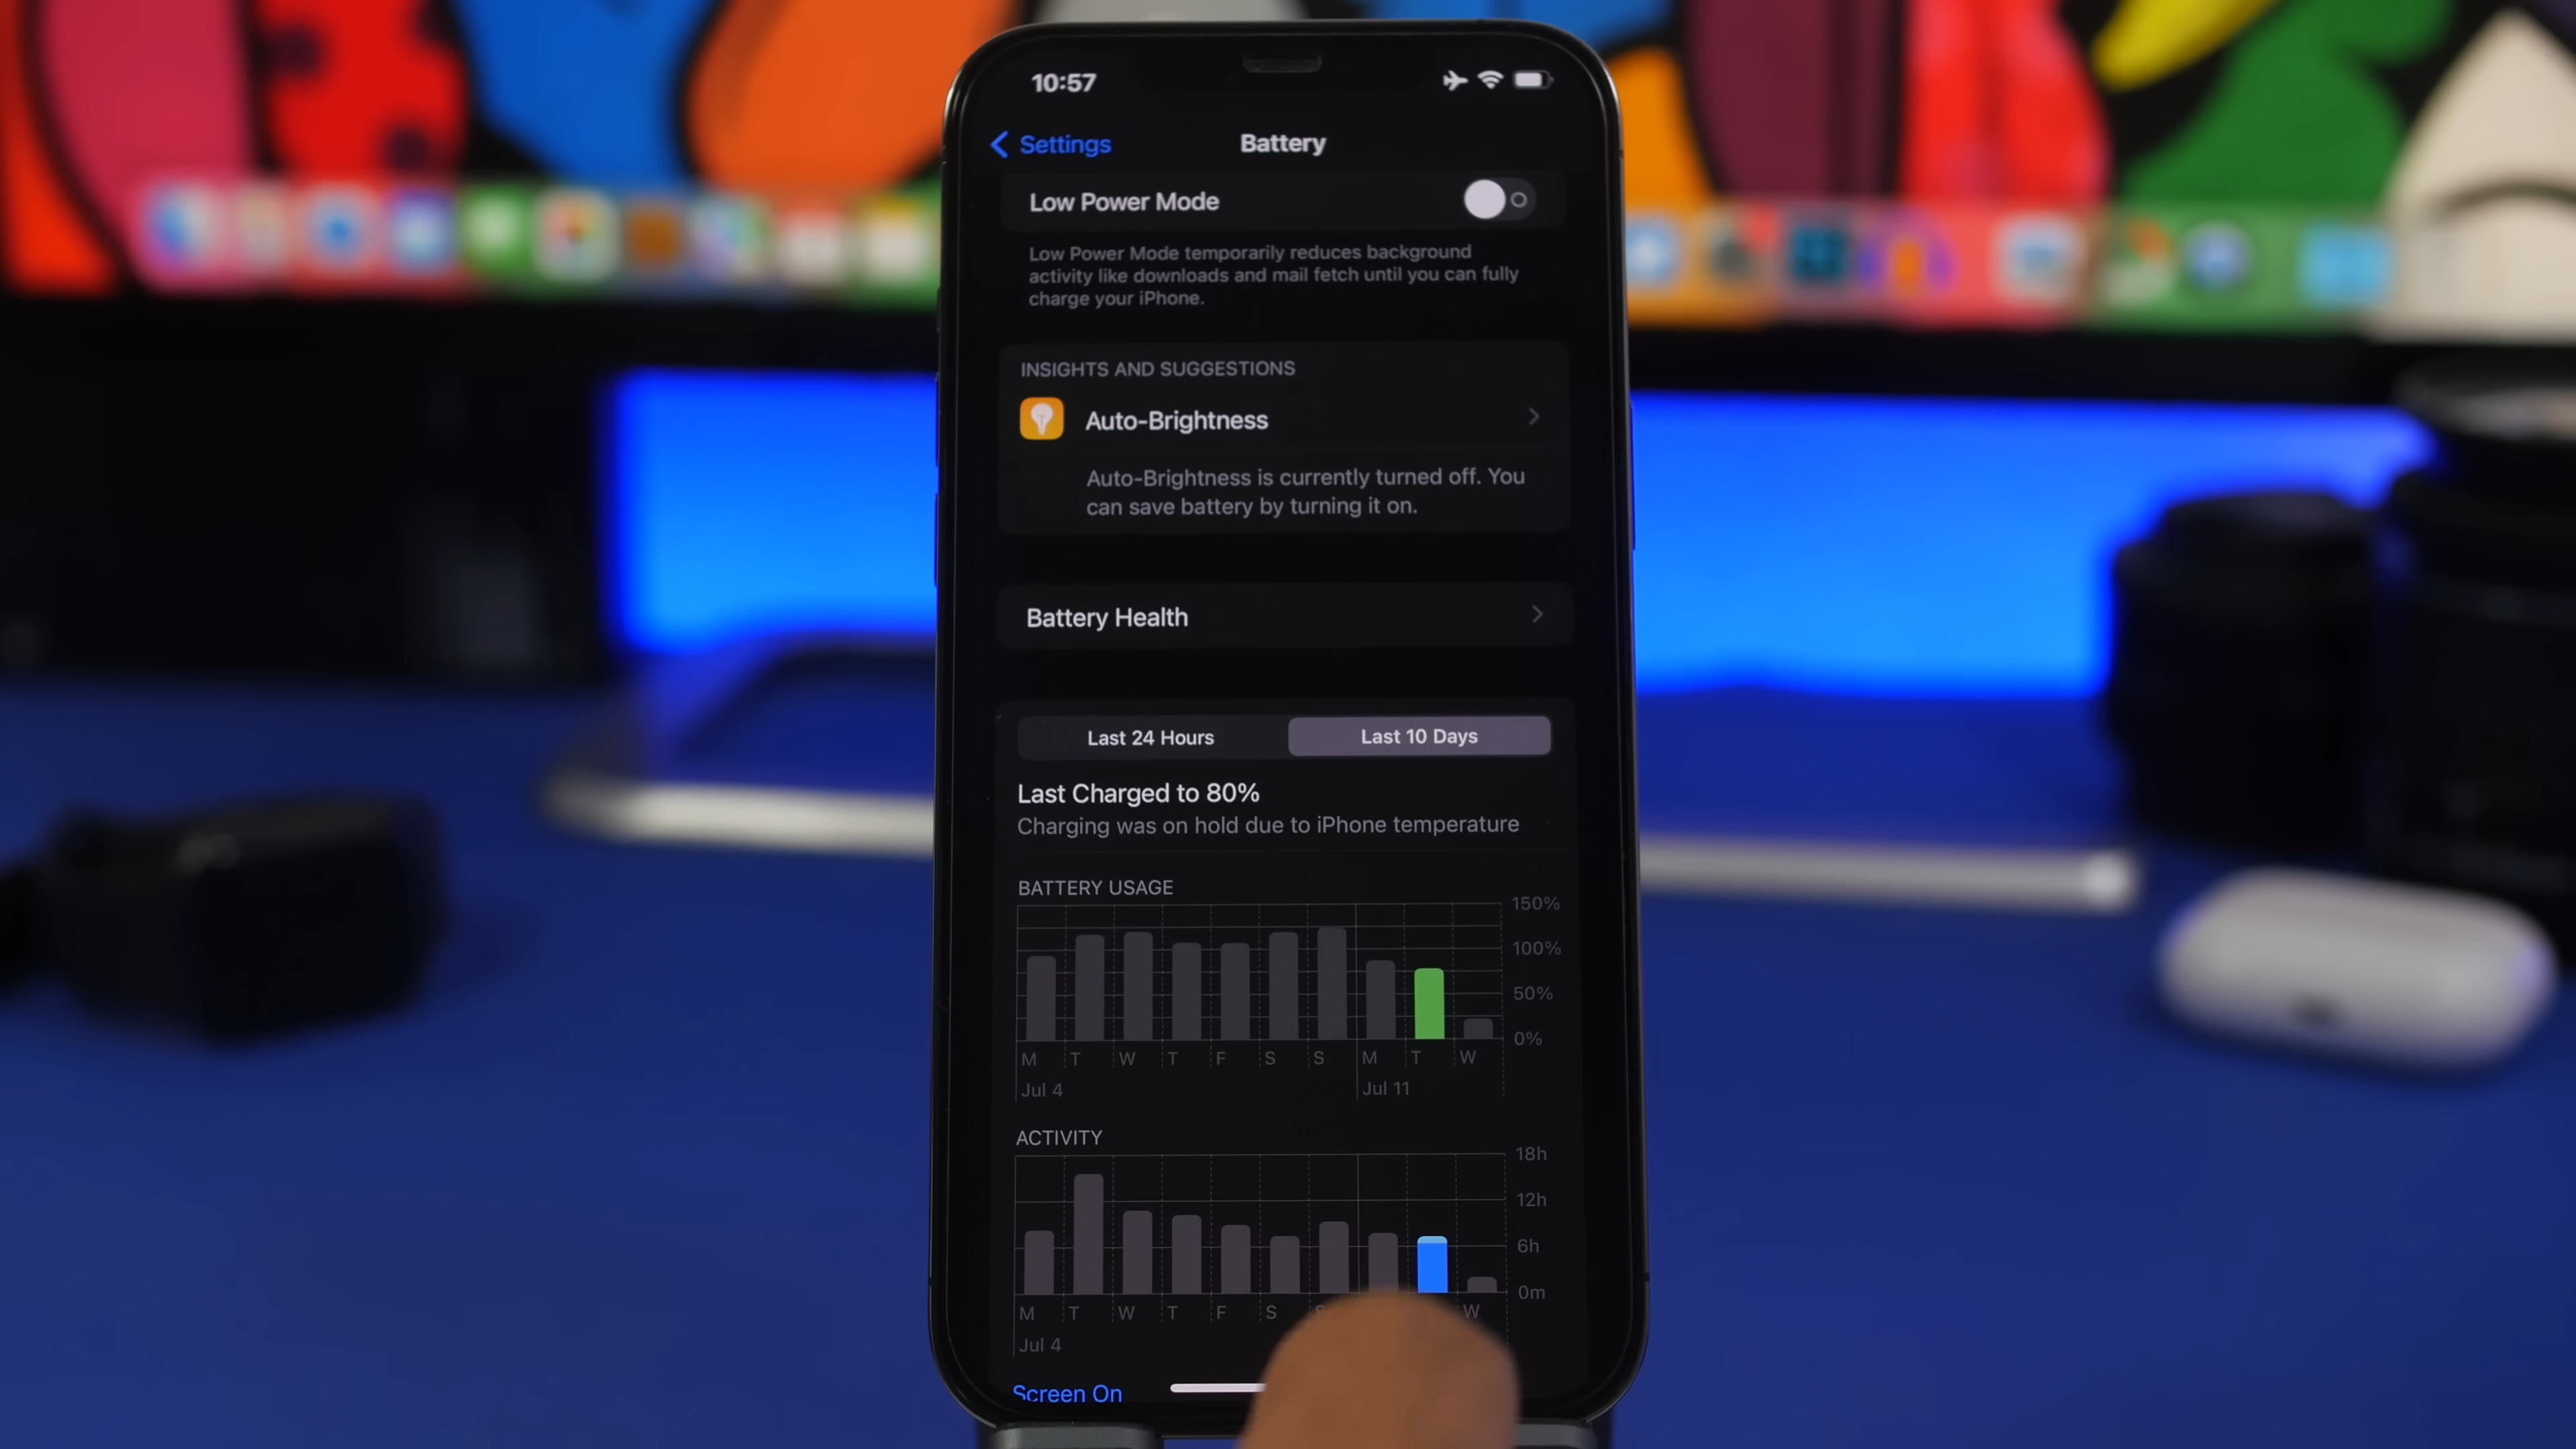 10:57
Settings
Battery
Low Power Mode
Low Power Mode temporarily reduces background
activity like downloads and mail fetch until you can fully
charge your iPhone.
INSIGHTS AND SUGGESTIONS
Auto-Brightness
Auto-Brightness is currently turned off. You
can save battery by turning it on.
Battery Health
Last 24 Hours
Last 10 Days
Last Charged to 80%
Charging was on hold due to iPhone temperature
BATTERY USAGE
150%
100%
50%
0%
M T W T F S S M T W
Jul 4 Jul 11
ACTIVITY
18h
12h
6h
0m
M T W T F S S W
Jul 4
Screen On